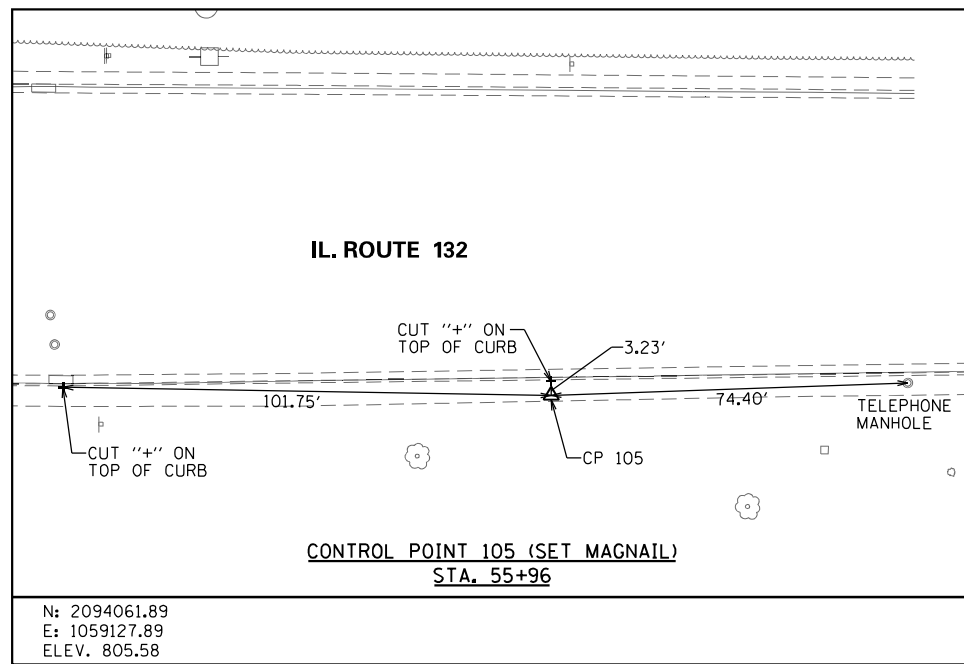 IL. ROUTE 132
CUT "+" ON
TOP OF CURB
3.23'
101.75'
74.40'
TELEPHONE
MANHOLE
CUT "+" ON
TOP OF CURB
CP 105
CONTROL POINT 105 (SET MAGNAIL)
STA. 55+96
N: 2094061.89
E: 1059127.89
ELEV. 805.58